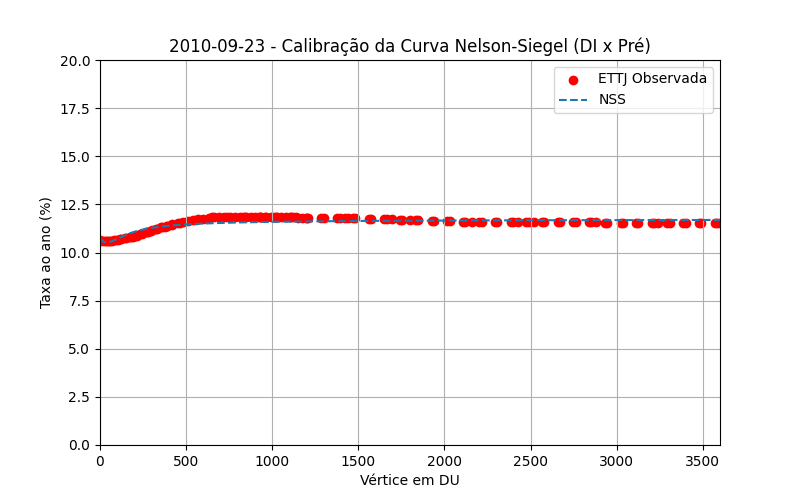 2010-09-23 - Calibração da Curva Nelson-Siegel (DI x Pré)
ETTJ Observada
NSS
Taxa ao ano (%)
20.0
17.5
15.0
12.5
10.0
7.5
5.0
2.5
0.0
0 500 1000 1500 2000 2500 3000 3500
Vértice em DU